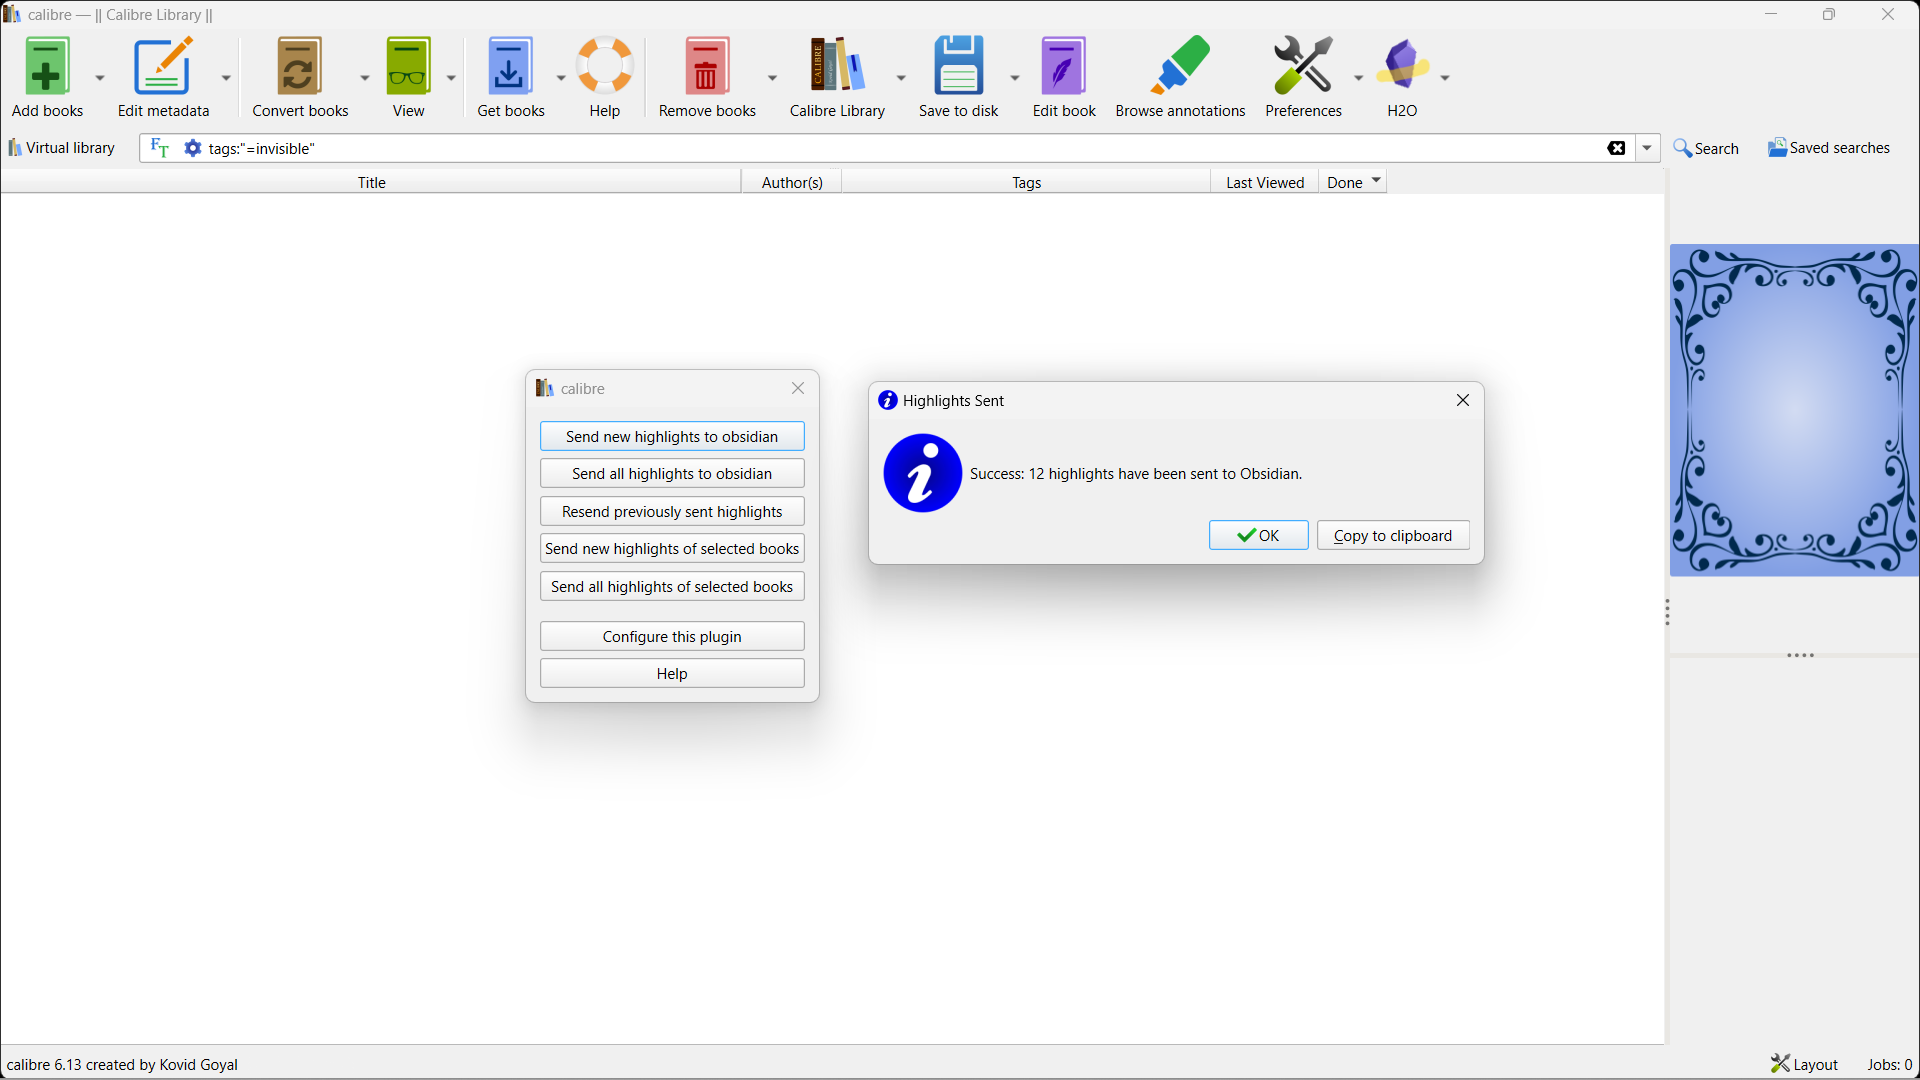 calibre — || Calibre Library ||
Add books
Edit metadata
Convert books
View
Get books
Help
Remove books
CALIBRE
Calibre Library
Save to disk
Edit book
Browse annotations
Preferences
H2O
Virtual library
FT
tags:"=invisible"
Search
Saved searches
Title
Author(s)
Tags
Last Viewed
Done
calibre
Send new highlights to obsidian
Send all highlights to obsidian
Resend previously sent highlights
Send new highlights of selected books
Send all highlights of selected books
Configure this plugin
Help
Highlights Sent
Success: 12 highlights have been sent to Obsidian.
OK
Copy to clipboard
calibre 6.13 created by Kovid Goyal
Layout
Jobs: 0